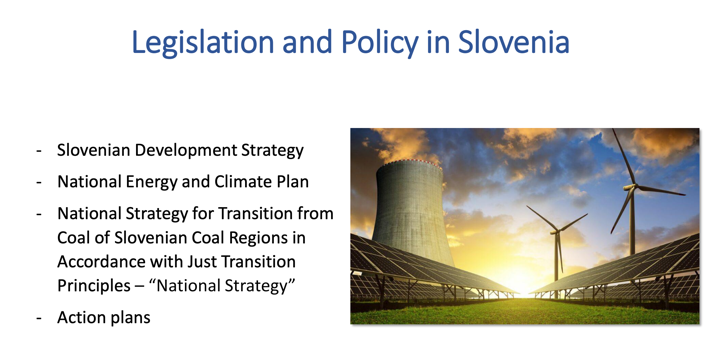 Legislation and Policy in Slovenia
- Slovenian Development Strategy
- National Energy and Climate Plan
- National Strategy for Transition from
Coal of Slovenian Coal Regions in
Accordance with Just Transition
Principles – “National Strategy”
- Action plans